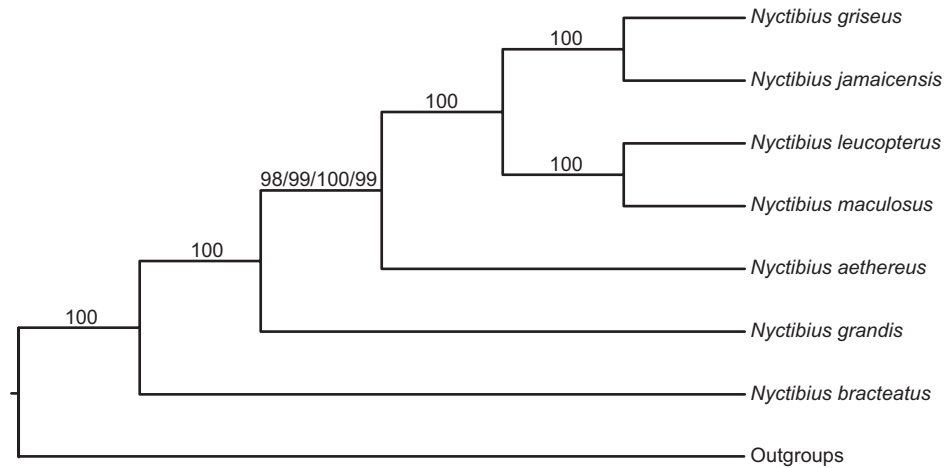 Nyctibius griseus
100
Nyctibius jamaicensis
100
Nyctibius leucopterus
100
98/99/100/99
Nyctibius maculosus
100
Nyctibius aethereus
100
Nyctibius grandis
Nyctibius bracteatus
Outgroups